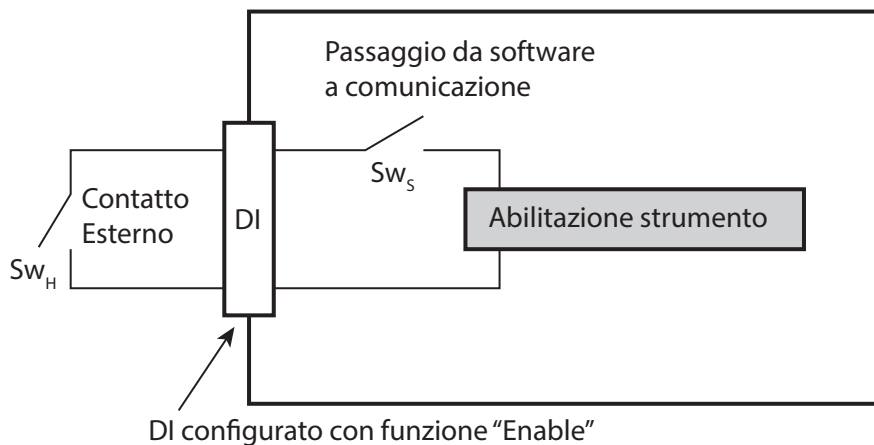 Passaggio da software
a comunicazione
Sw_S
Contatto
Esterno
DI
Abilitazione strumento
Sw_H
DI configurato con funzione “Enable”